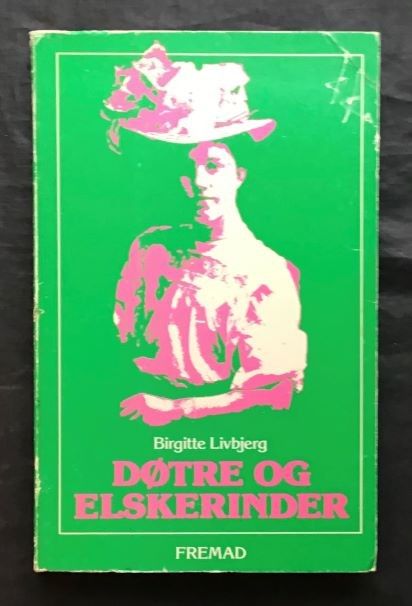 Birgitte Livbjerg
DØTRE OG
ELSKERINDER
FREMAD